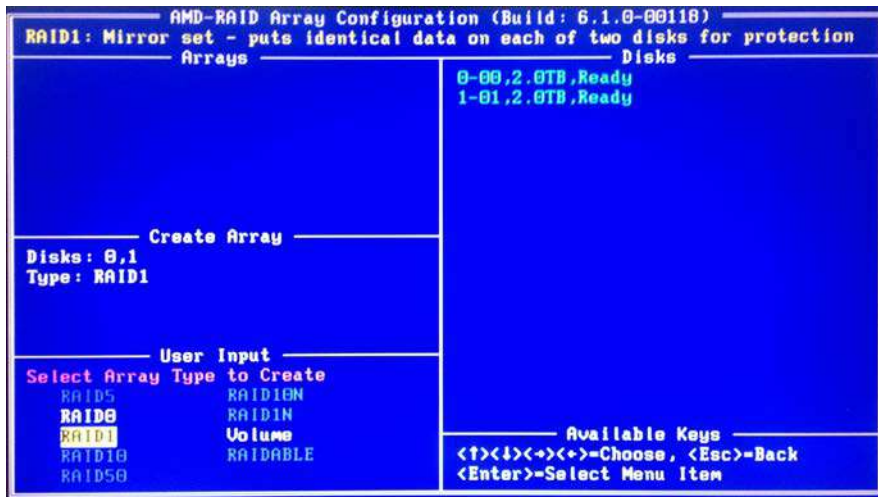 AMD-RAID Array Configuration (Build: 6.1.0-00118)
RAID1: Mirror set - puts identical data on each of two disks for protection
Arrays
Disks
0-00,2.0TB,Ready
1-01,2.0TB,Ready
Create Array
Disks: 0,1
Type: RAID1
User Input
Select Array Type to Create
RAID5 RAID10N
RAID0 RAID1N
RAID1 Volume
RAID10 RAIDABLE
RAID50
Available Keys
<↑><↓><→><←>=Choose, <Esc>=Back
<Enter>=Select Menu Item